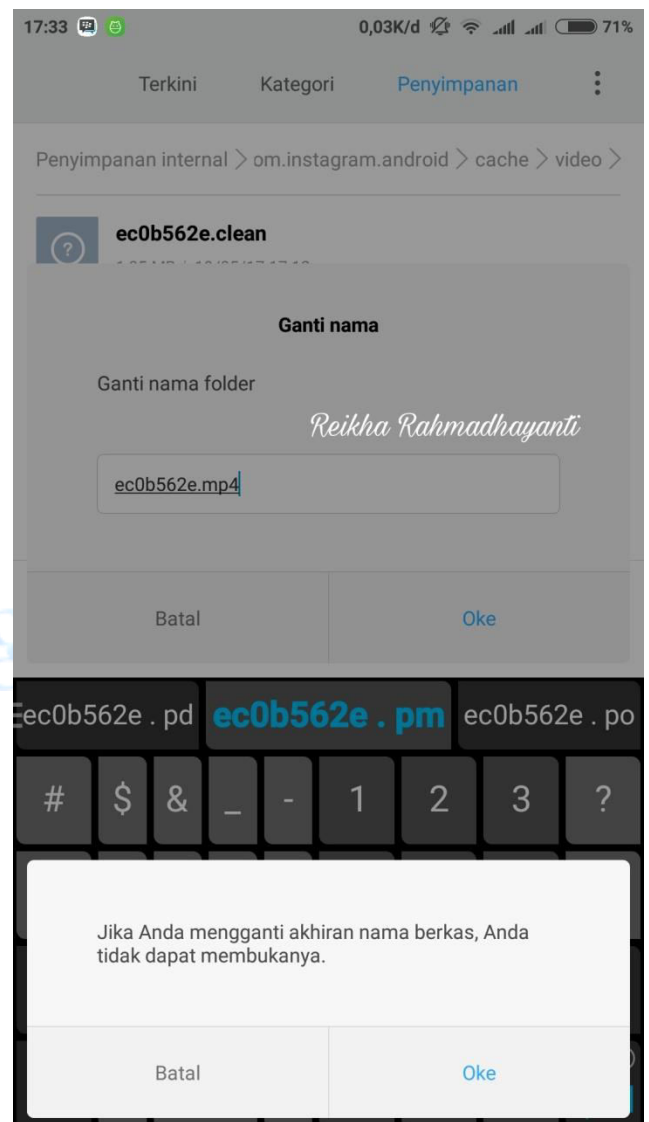 17:33 0,03K/d 71%
Terkini Kategori Penyimpanan
Penyimpanan internal > om.instagram.android > cache > video >
ec0b562e.clean
Ganti nama
Ganti nama folder
Reikha Rahmadhayanti
ec0b562e.mp4
Batal Oke
ec0b562e . pd ec0b562e . pm ec0b562e . po
# $ & _ - 1 2 3 ?
Jika Anda mengganti akhiran nama berkas, Anda
tidak dapat membukanya.
Batal Oke